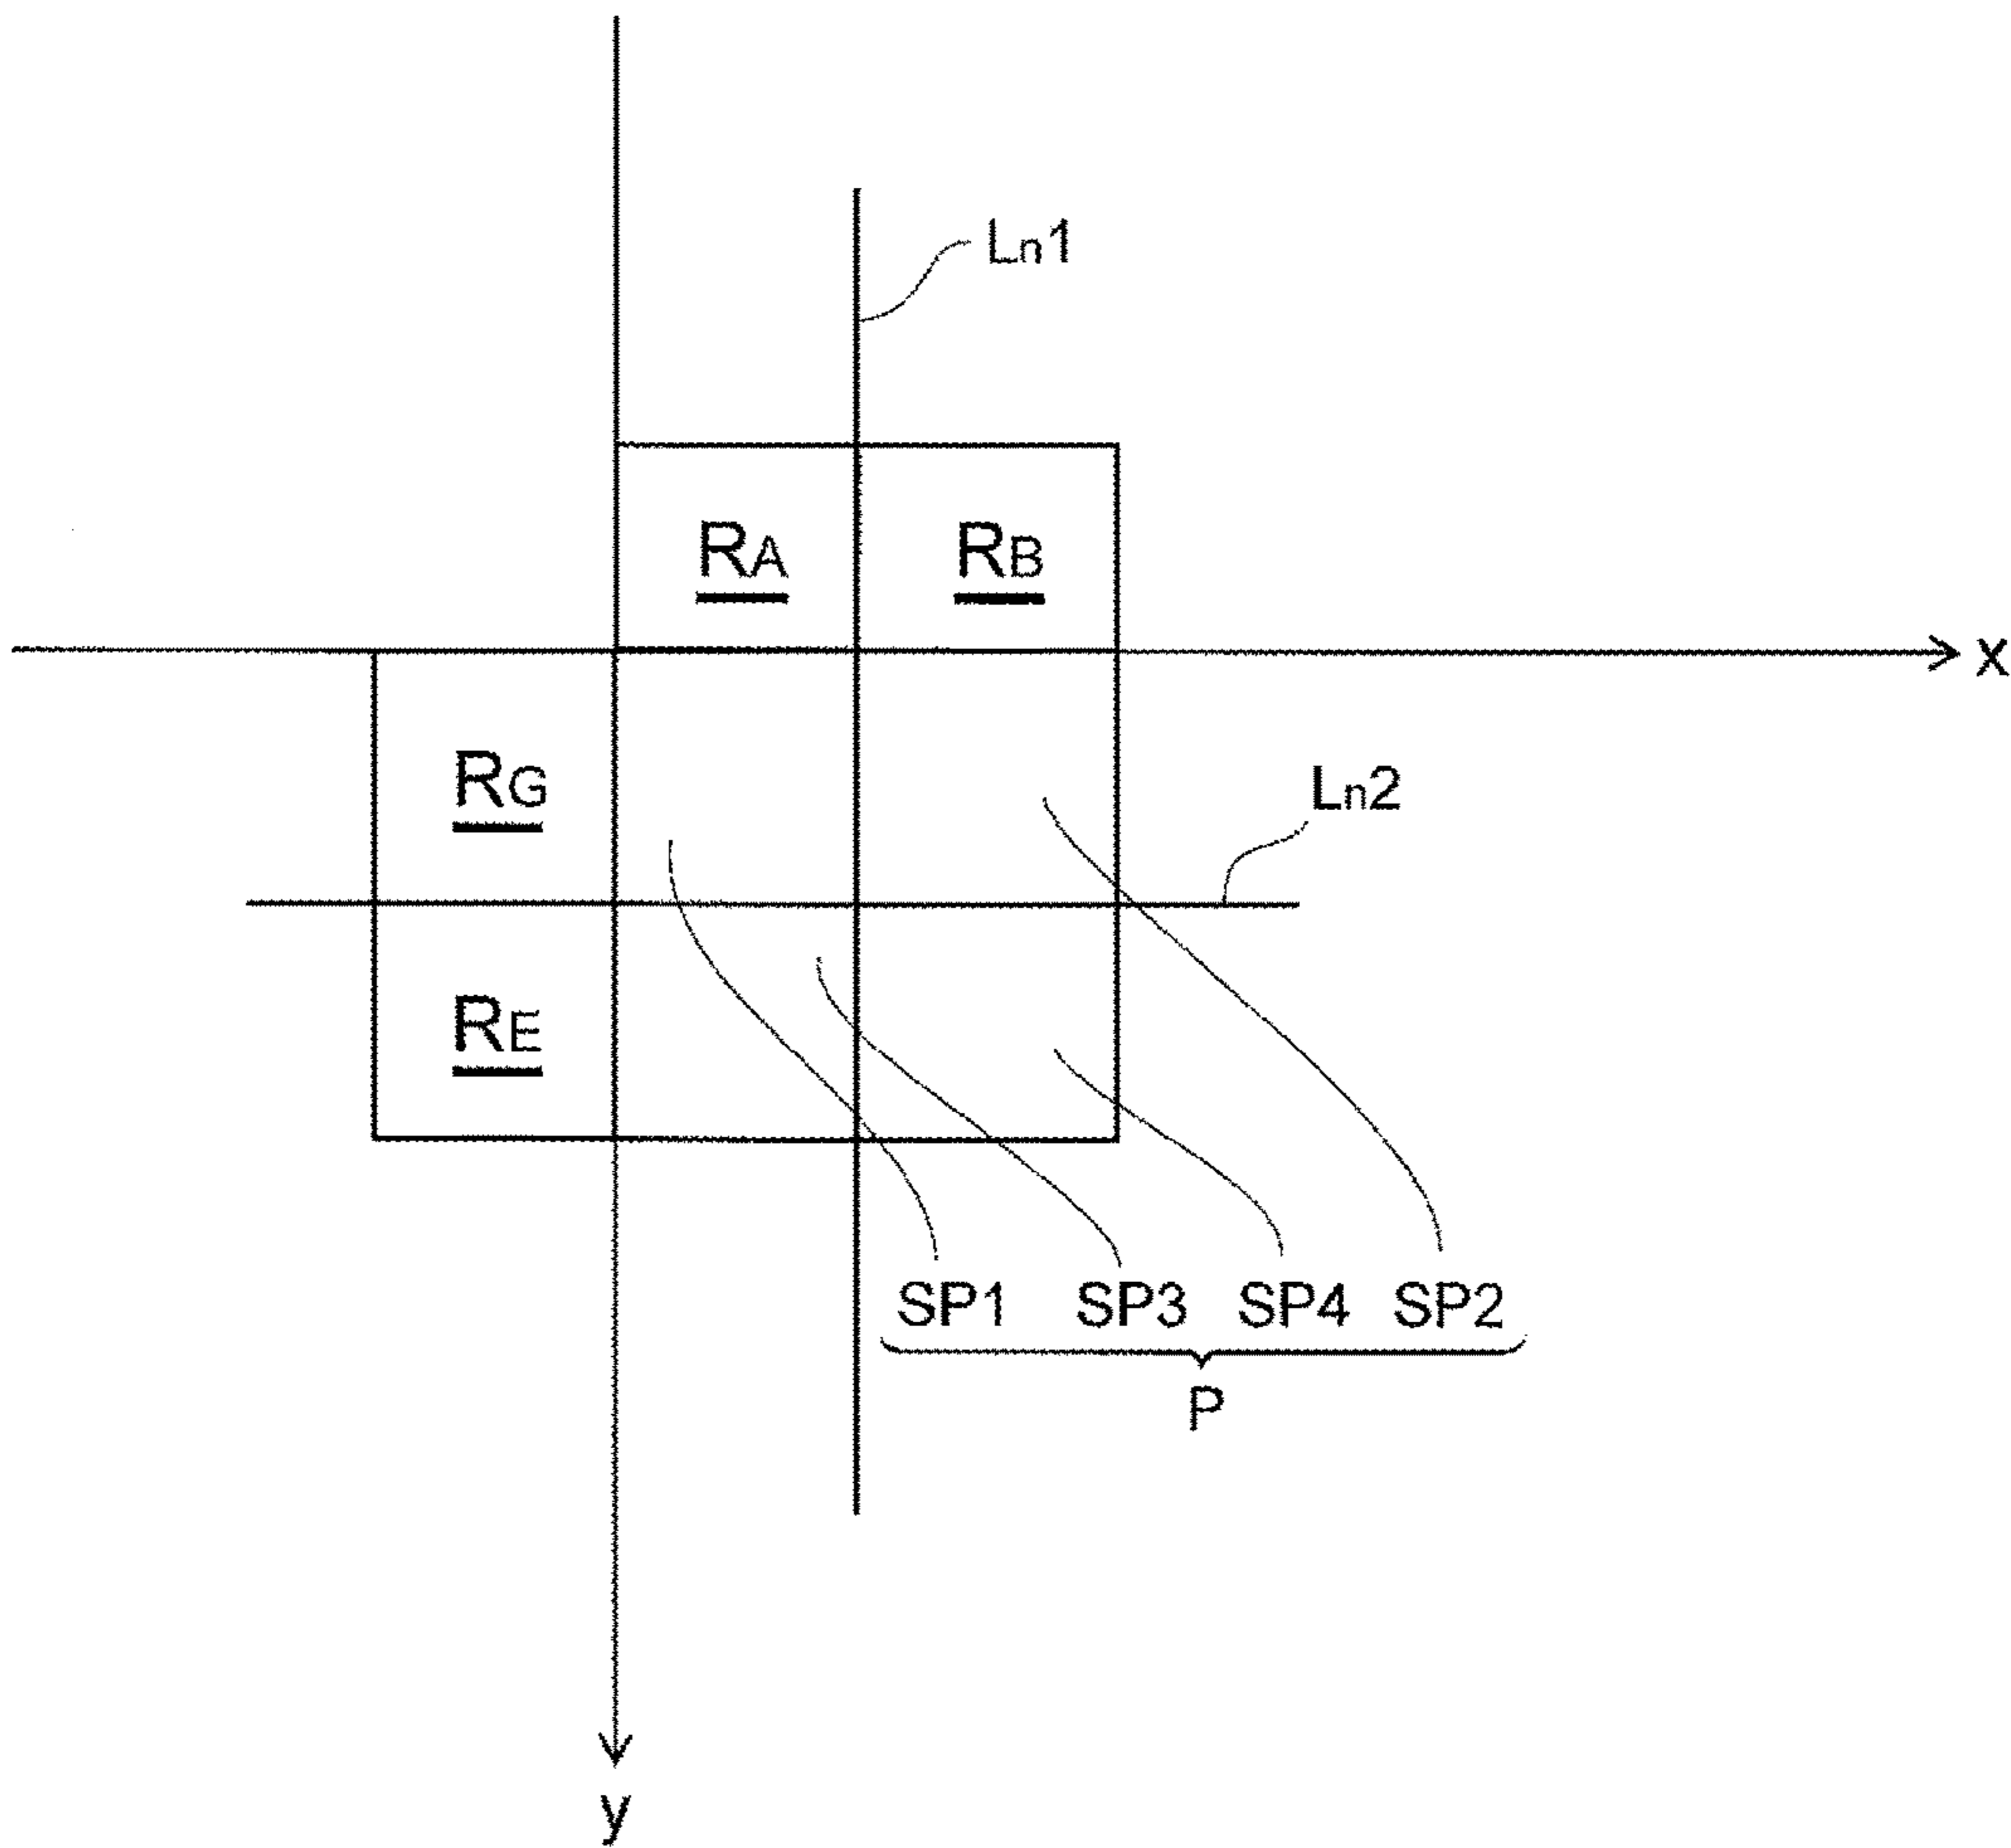 Ln1
RA RB
x
RG
Ln2
RE
SP1 SP3 SP4 SP2
P
y